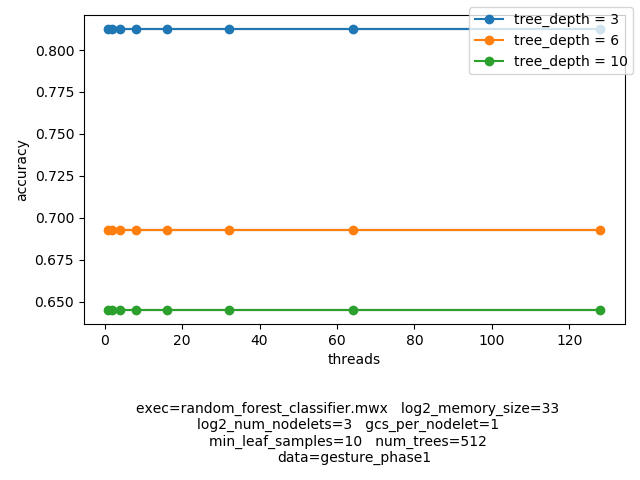 tree_depth = 3
tree_depth = 6
tree_depth = 10
0.800
0.775
0.750
0.725
0.700
0.675
0.650
accuracy
0 20 40 60 80 100 120
threads
exec=random_forest_classifier.mwx log2_memory_size=33
log2_num_nodelets=3 gcs_per_nodelet=1
min_leaf_samples=10 num_trees=512
data=gesture_phase1